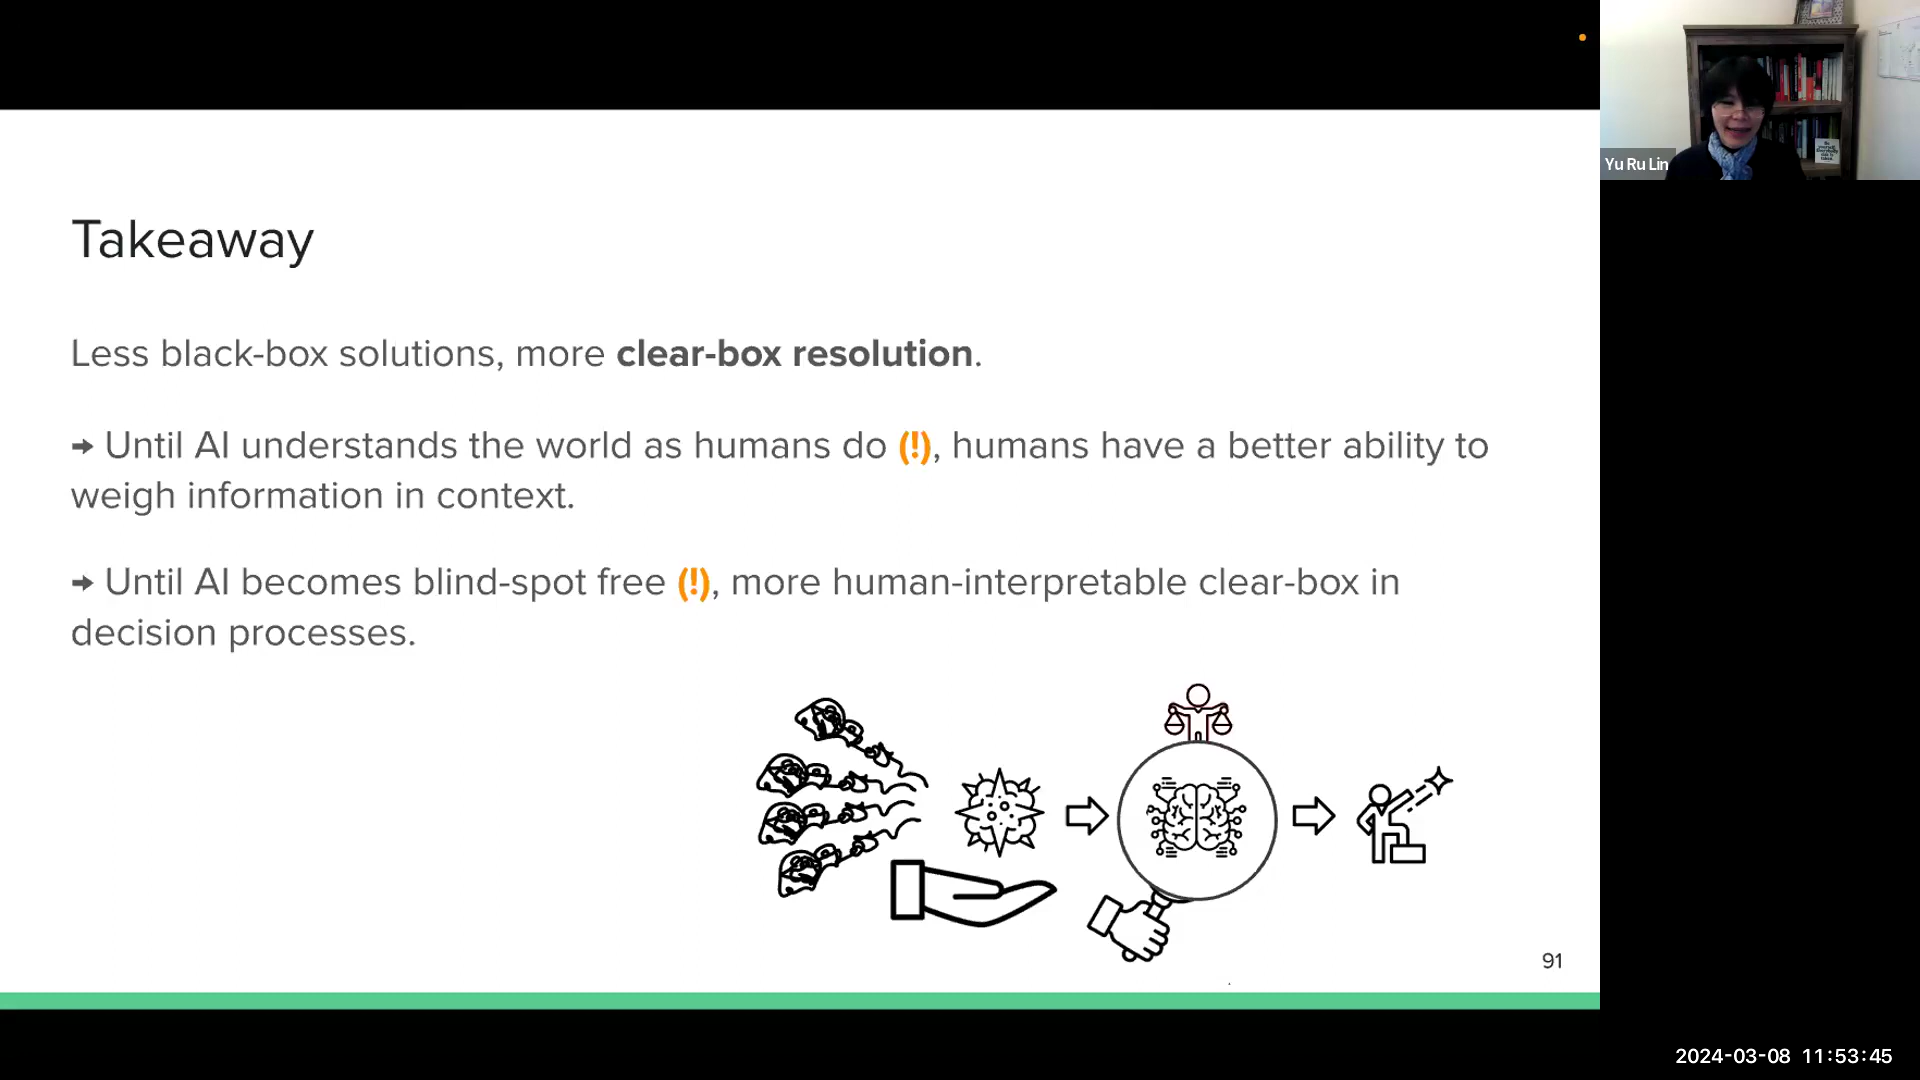 Takeaway
Less black-box solutions, more clear-box resolution.
→ Until AI understands the world as humans do (!), humans have a better ability to
weigh information in context.
→ Until AI becomes blind-spot free (!), more human-interpretable clear-box in
decision processes.
91
Yu Ru Lin
2024-03-08 11:53:45